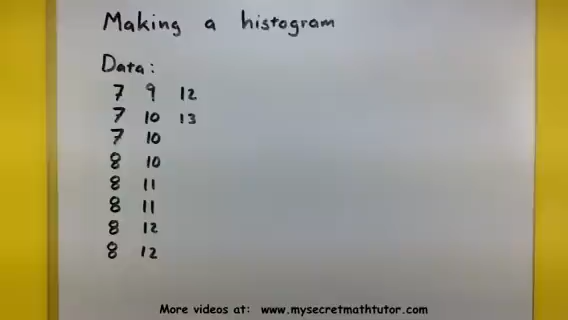 Making a histogram
Data:
7 9 12
7 10 13
7 10
8 10
8 11
8 11
8 12
8 12
More videos at: www.mysecretmathtutor.com